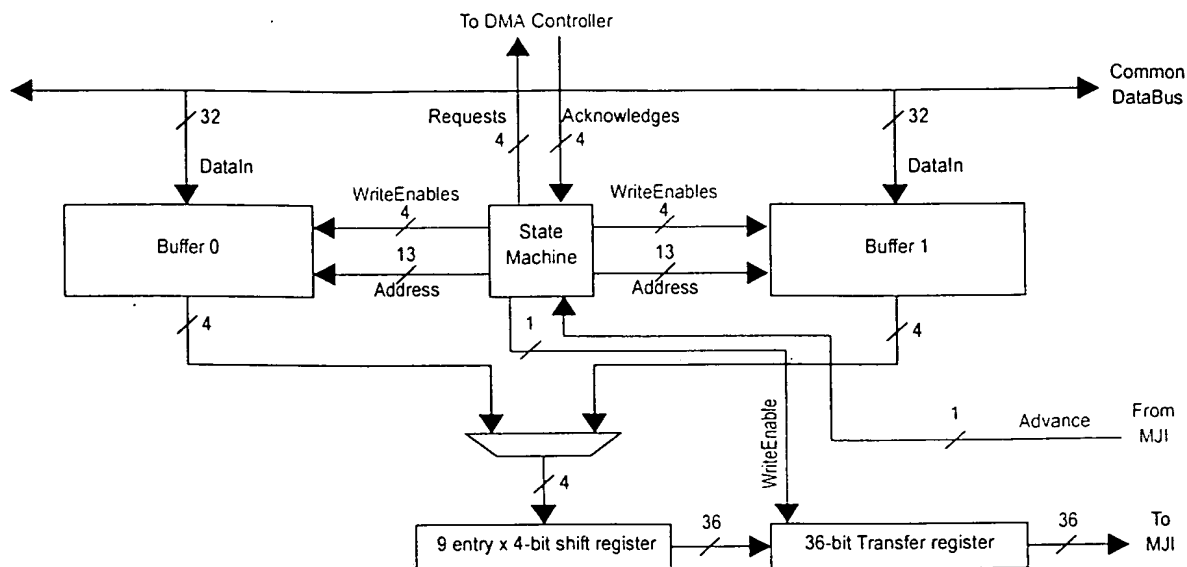 To DMA Controller
Common
DataBus
32
Requests
4
Acknowledges
4
32
DataIn
DataIn
WriteEnables
4
WriteEnables
4
Buffer 0
State
Machine
Buffer 1
13
Address
13
Address
4
1
4
WriteEnable
1
Advance
From
MJI
4
9 entry x 4-bit shift register
36
36-bit Transfer register
36
To
MJI